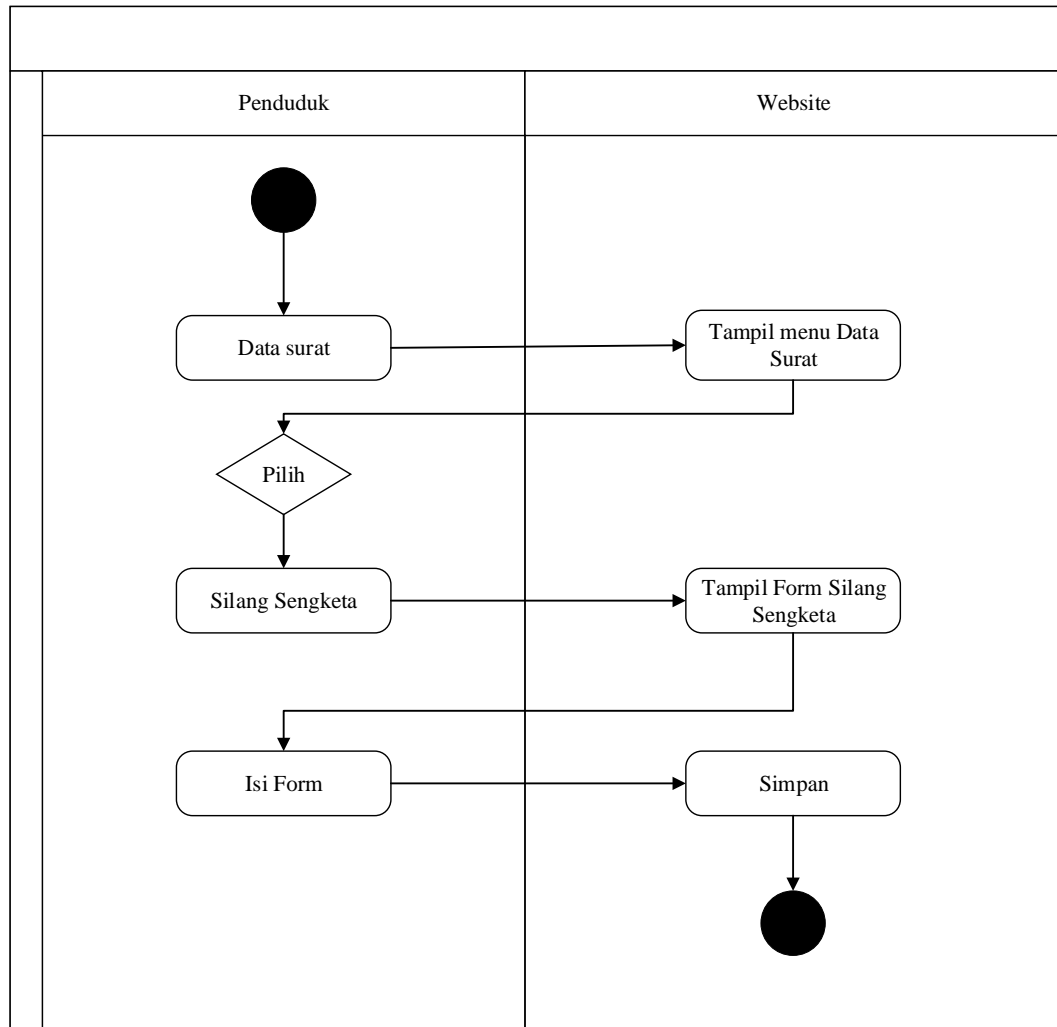 Penduduk
Website
Data surat
Tampil menu Data
Surat
Pilih
Silang Sengketa
Tampil Form Silang
Sengketa
Isi Form
Simpan